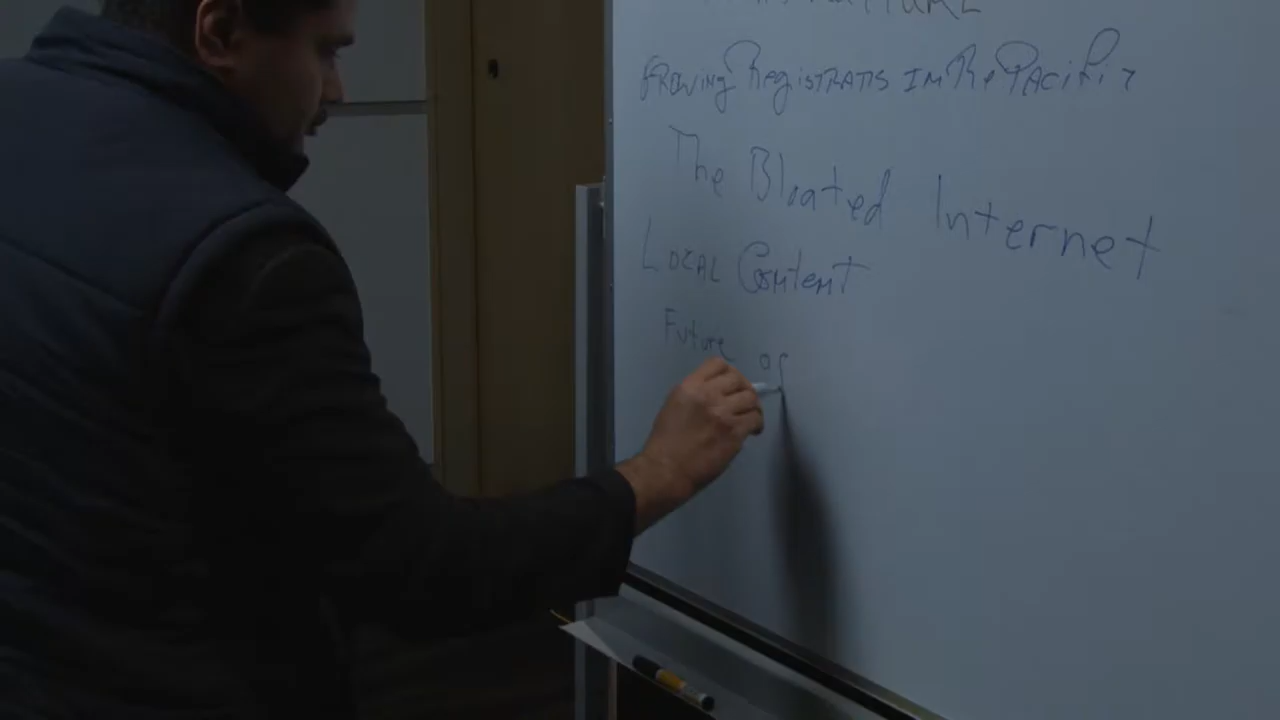 Growing Registrars In The Pacific
The Bloated Internet
Local Content
Future of